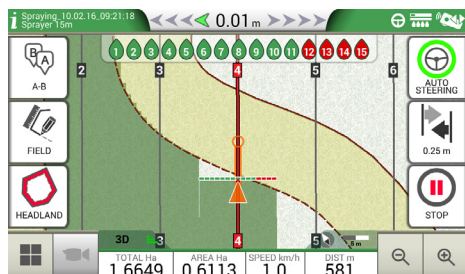 i Spraying_10.02.16_09:21:18
Sprayer 15m
0.01 m
1 2 3 4 5 6 7 8 9 10 11 12 13 14 15
A B
A-B
2 3 4 5 6
AUTO
STEERING
FIELD
0.25 m
HEADLAND
STOP
3D 3 4 5 5 m
TOTAL Ha AREA Ha SPEED km/h DIST m
1.6649 0.6113 1.0 581